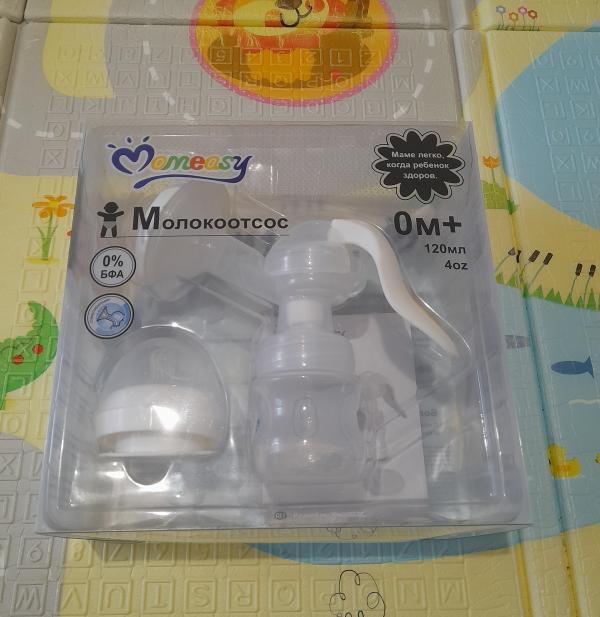 Momeasy
Маме легко,
когда ребенок
здоров.
Молокоотсос
0м+
120мл
4oz
0%
БФА